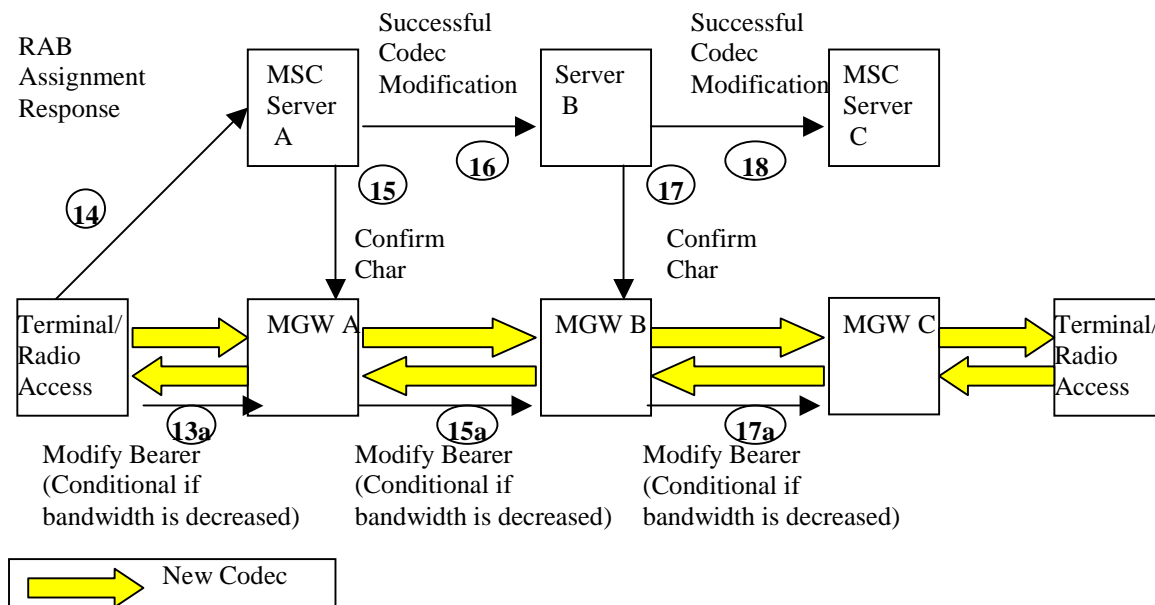 RAB
Assignment
Response
MSC
Server
A
Successful
Codec
Modification
Server
B
Successful
Codec
Modification
MSC
Server
C
14
15
16
17
18
Confirm
Char
Confirm
Char
Terminal/
Radio
Access
MGW A
MGW B
MGW C
Terminal/
Radio
Access
13a
15a
17a
Modify Bearer
(Conditional if
bandwidth is decreased)
Modify Bearer
(Conditional if
bandwidth is decreased)
Modify Bearer
(Conditional if
bandwidth is decreased)
New Codec